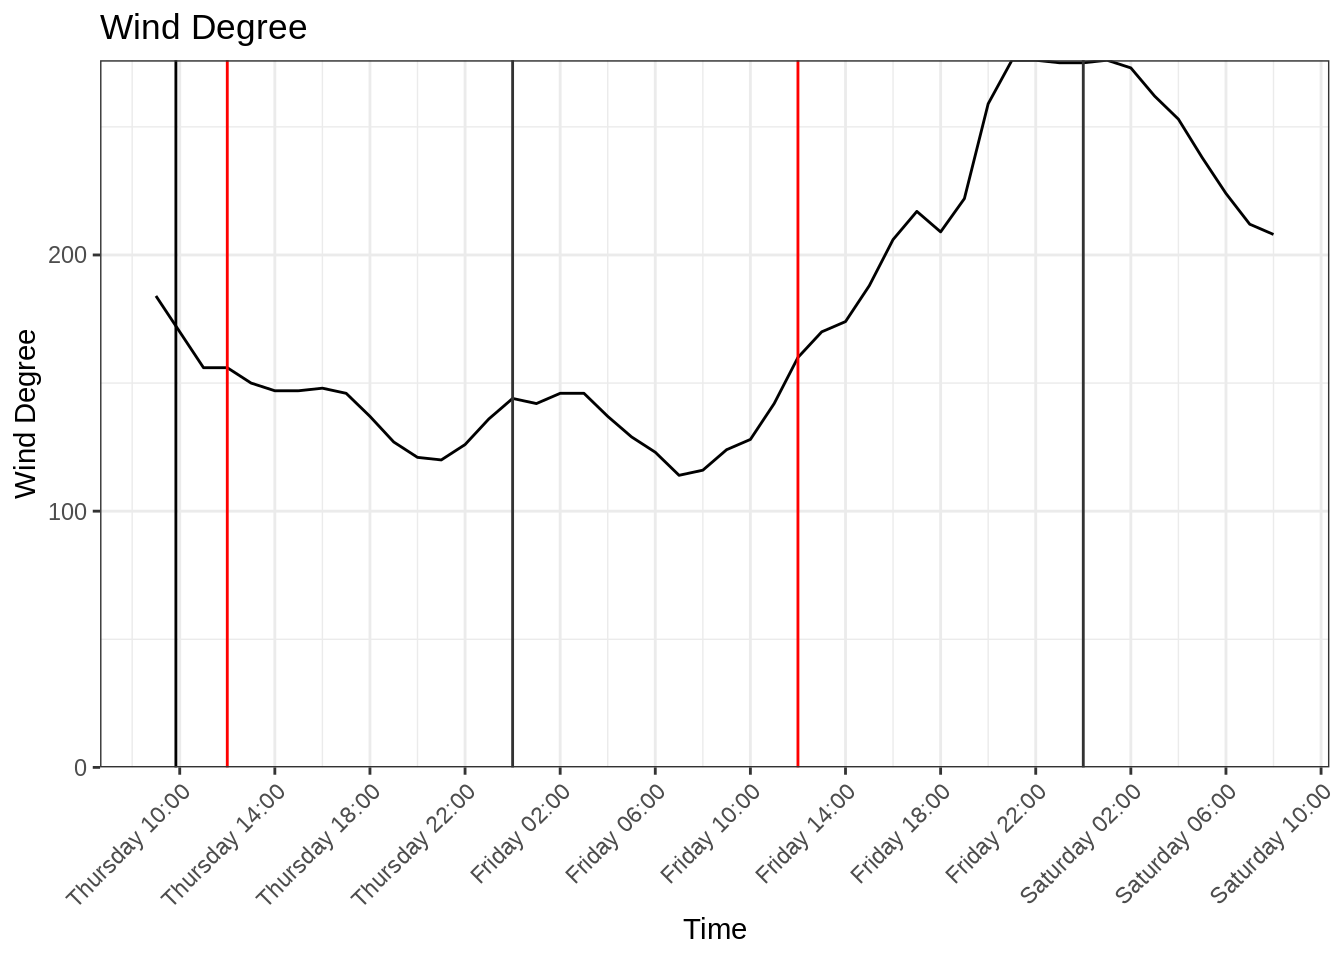 Wind Degree
Wind Degree
200
100
0
Thursday 10:00
Thursday 14:00
Thursday 18:00
Thursday 22:00
Friday 02:00
Friday 06:00
Friday 10:00
Friday 14:00
Friday 18:00
Friday 22:00
Saturday 02:00
Saturday 06:00
Saturday 10:00
Time